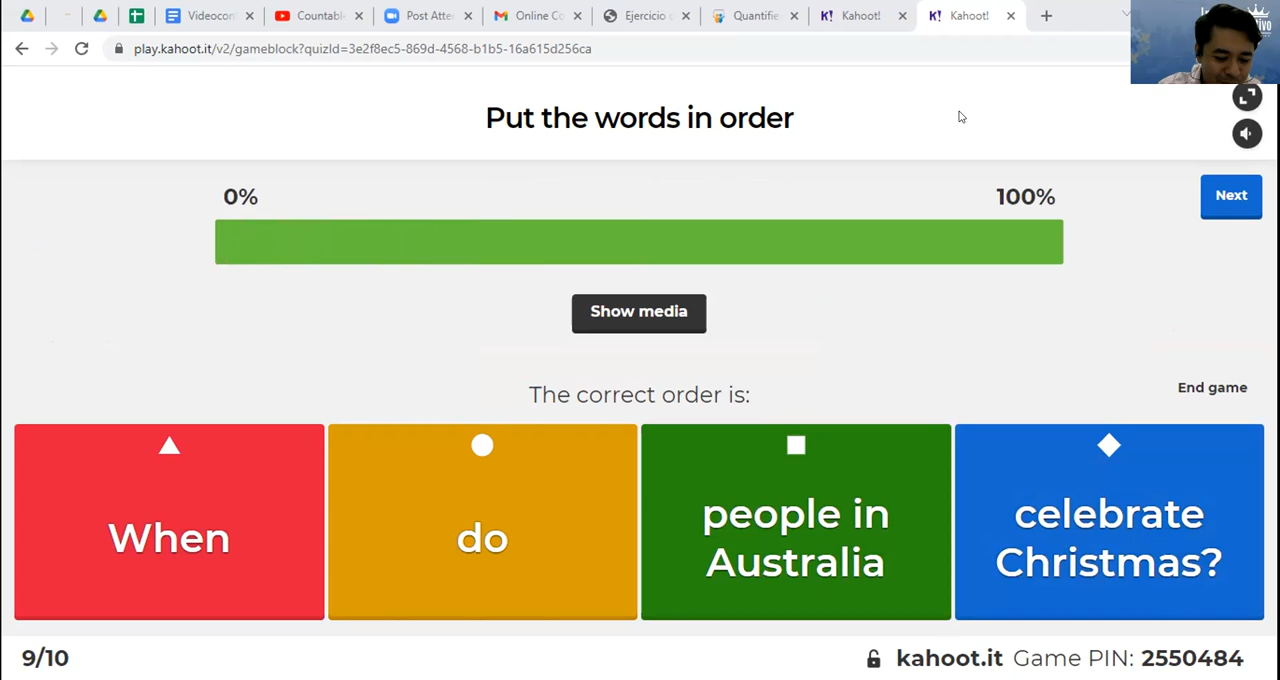 Videocon
Countabl
Post Atte
Online Co
Ejercicio
Quantifie
Kahoot!
Kahoot!
play.kahoot.it/v2/gameblock?quizId=3e2f8ec5-869d-4568-b1b5-16a615d256ca
Put the words in order
0%
100%
Next
Show media
The correct order is:
End game
When
do
people in
Australia
celebrate
Christmas?
9/10
kahoot.it Game PIN: 2550484